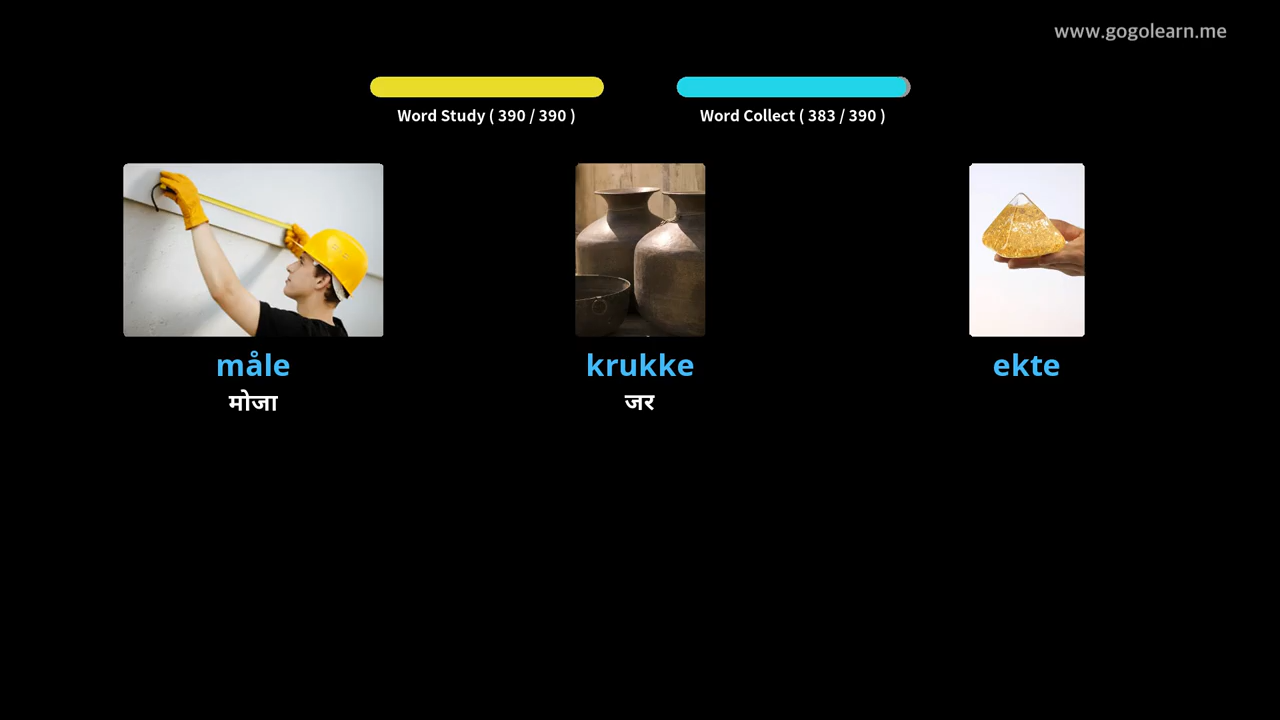 www.gogolearn.me
Word Study ( 390 / 390 )
Word Collect ( 383 / 390 )
måle
krukke
ekte
मोजा
जर